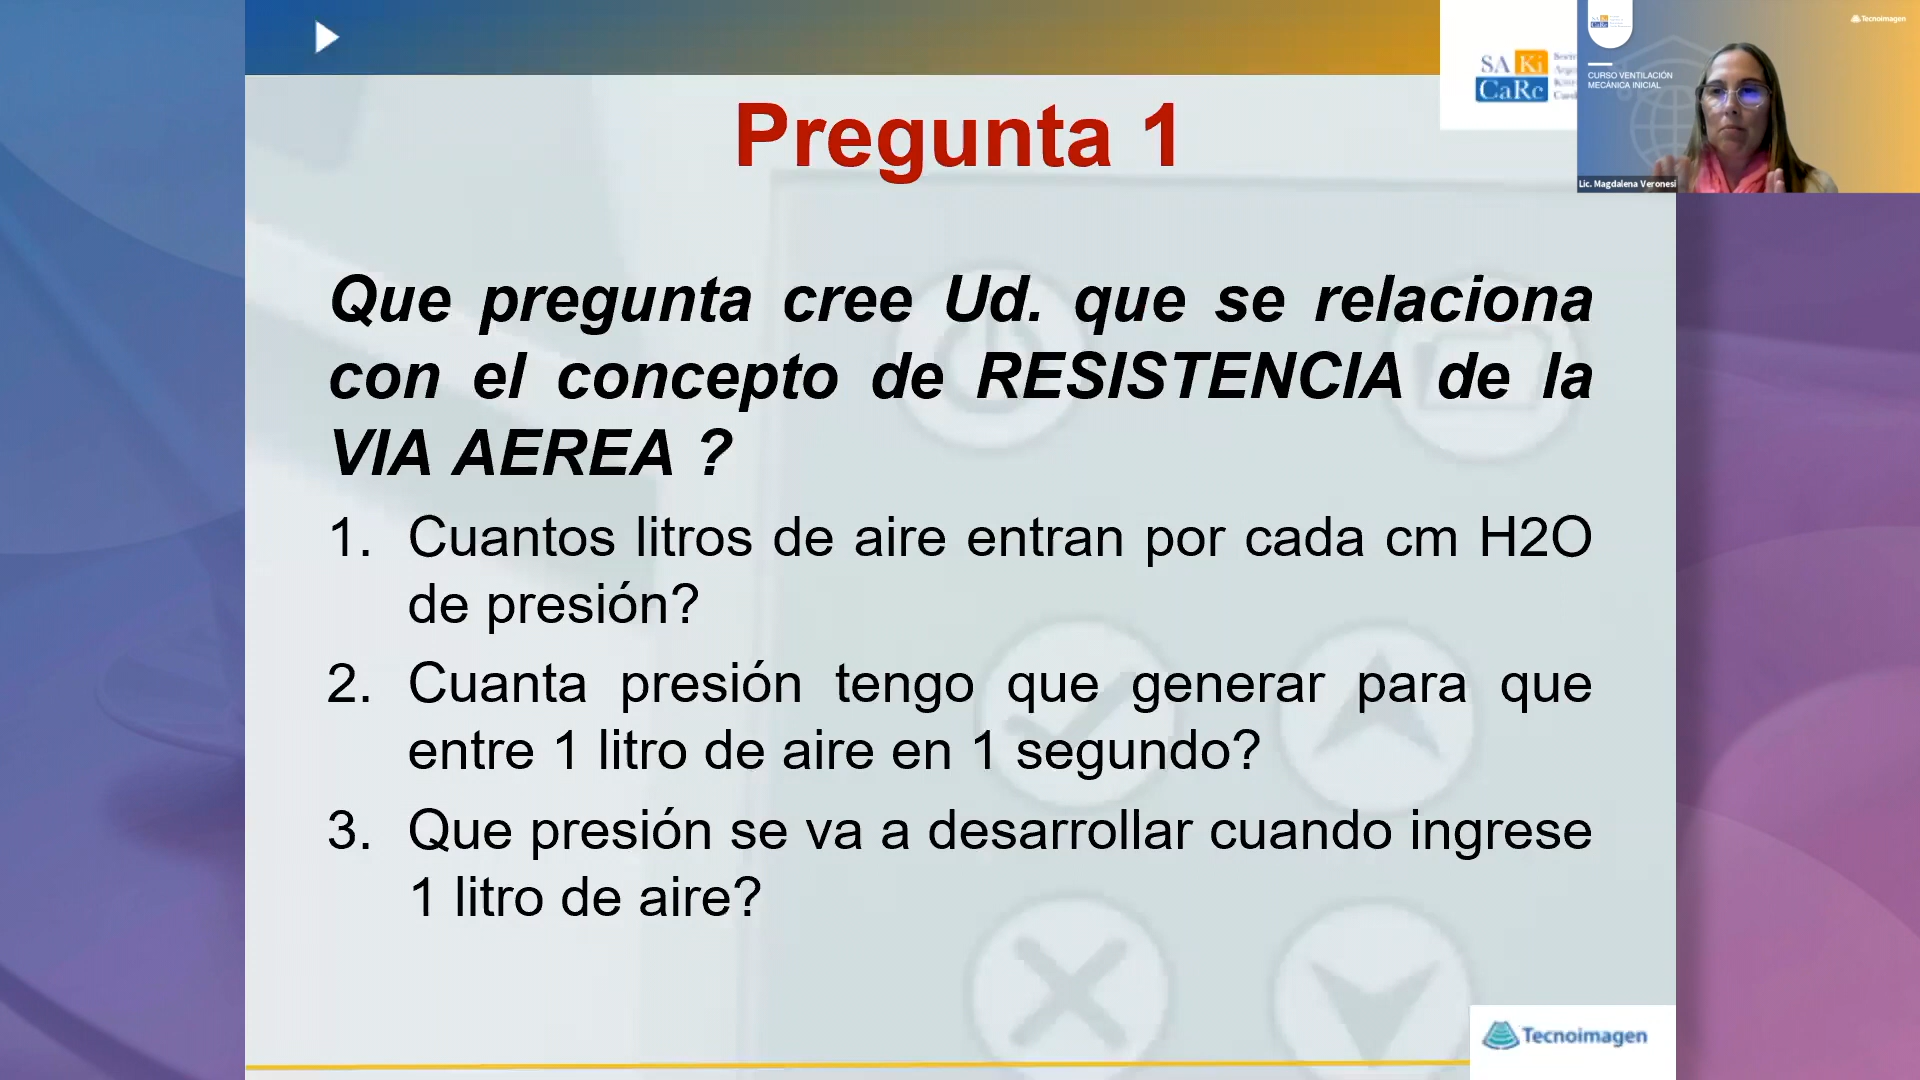 Pregunta 1
Que pregunta cree Ud. que se relaciona
con el concepto de RESISTENCIA de la
VIA AEREA ?
1. Cuantos litros de aire entran por cada cm H2O
de presión?
2. Cuanta presión tengo que generar para que
entre 1 litro de aire en 1 segundo?
3. Que presión se va a desarrollar cuando ingrese
1 litro de aire?
SA Ki
CaRe
CURSO VENTILACIÓN
MECÁNICA INICIAL
Tecnoimagen
Lic. Magdalena Veronesi
Tecnoimagen